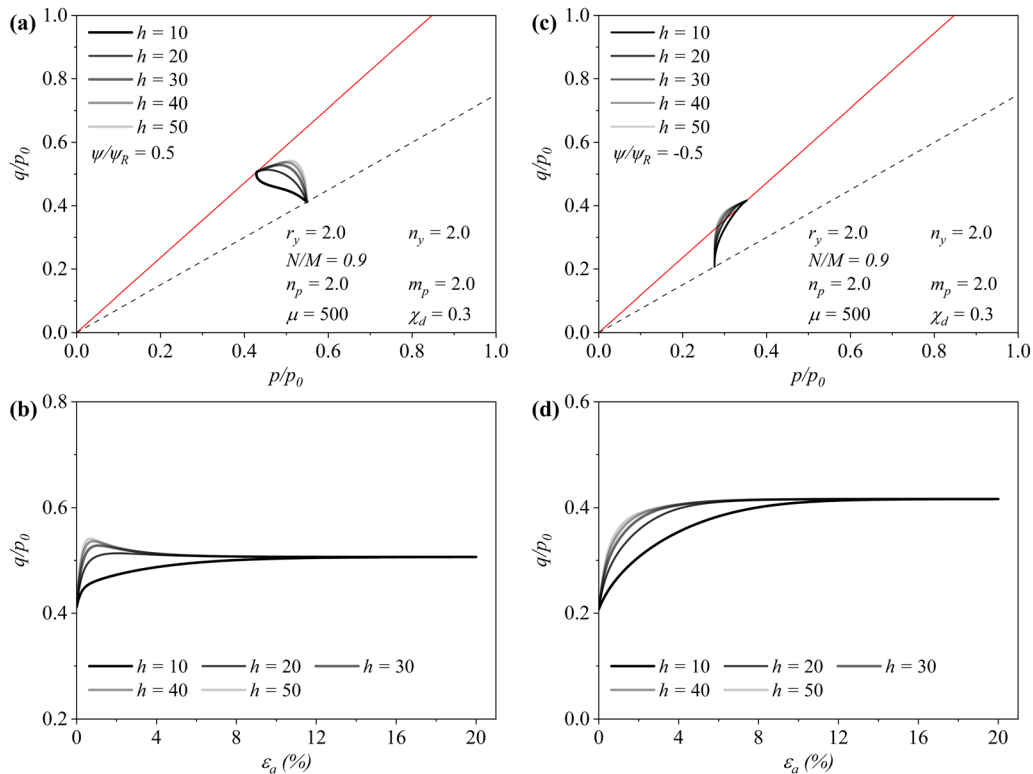 (a)
1.0
0.8
0.6
0.4
0.2
0.0
q/p0
h = 10
h = 20
h = 30
h = 40
h = 50
ψ/ψR = 0.5
ry = 2.0 ny = 2.0
N/M = 0.9
np = 2.0 mp = 2.0
μ = 500 χd = 0.3
0.0 0.2 0.4 0.6 0.8 1.0
p/p0
(c)
1.0
0.8
0.6
0.4
0.2
0.0
q/p0
h = 10
h = 20
h = 30
h = 40
h = 50
ψ/ψR = -0.5
ry = 2.0 ny = 2.0
N/M = 0.9
np = 2.0 mp = 2.0
μ = 500 χd = 0.3
0.0 0.2 0.4 0.6 0.8 1.0
p/p0
(b)
0.8
0.6
0.4
0.2
q/p0
h = 10 h = 20 h = 30
h = 40 h = 50
0 4 8 12 16 20
εa (%)
(d)
0.6
0.4
0.2
0.0
q/p0
h = 10 h = 20 h = 30
h = 40 h = 50
0 4 8 12 16 20
εa (%)